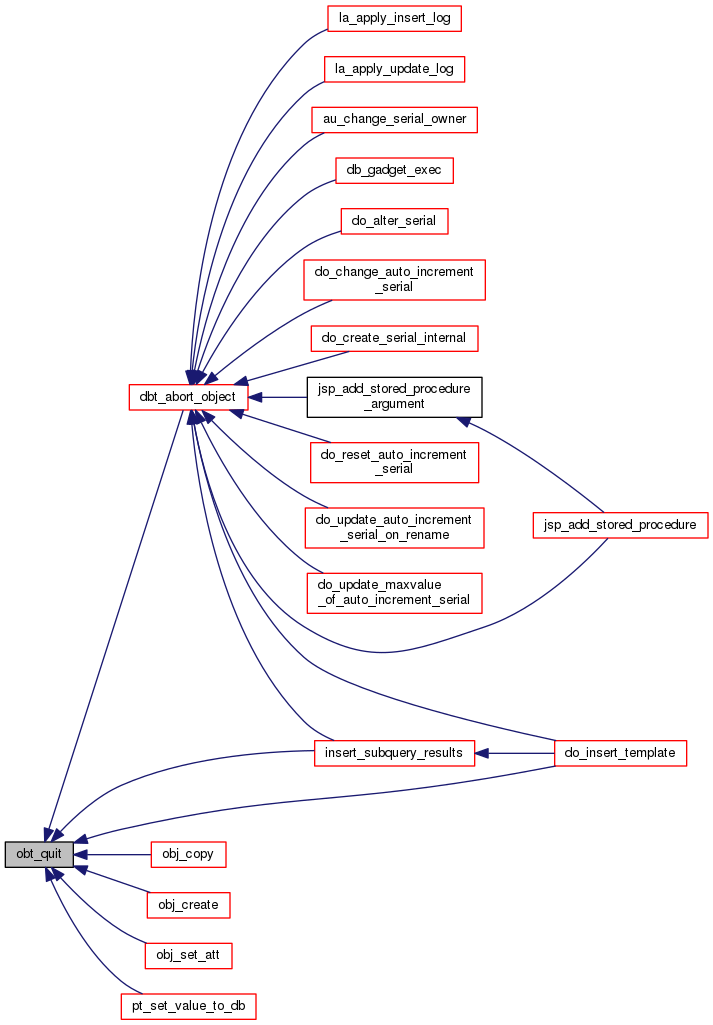 la_apply_insert_log
la_apply_update_log
au_change_serial_owner
db_gadget_exec
do_alter_serial
do_change_auto_increment
_serial
do_create_serial_internal
dbt_abort_object
jsp_add_stored_procedure
_argument
do_reset_auto_increment
_serial
do_update_auto_increment
_serial_on_rename
jsp_add_stored_procedure
do_update_maxvalue
_of_auto_increment_serial
insert_subquery_results
do_insert_template
obt_quit
obj_copy
obj_create
obj_set_att
pt_set_value_to_db